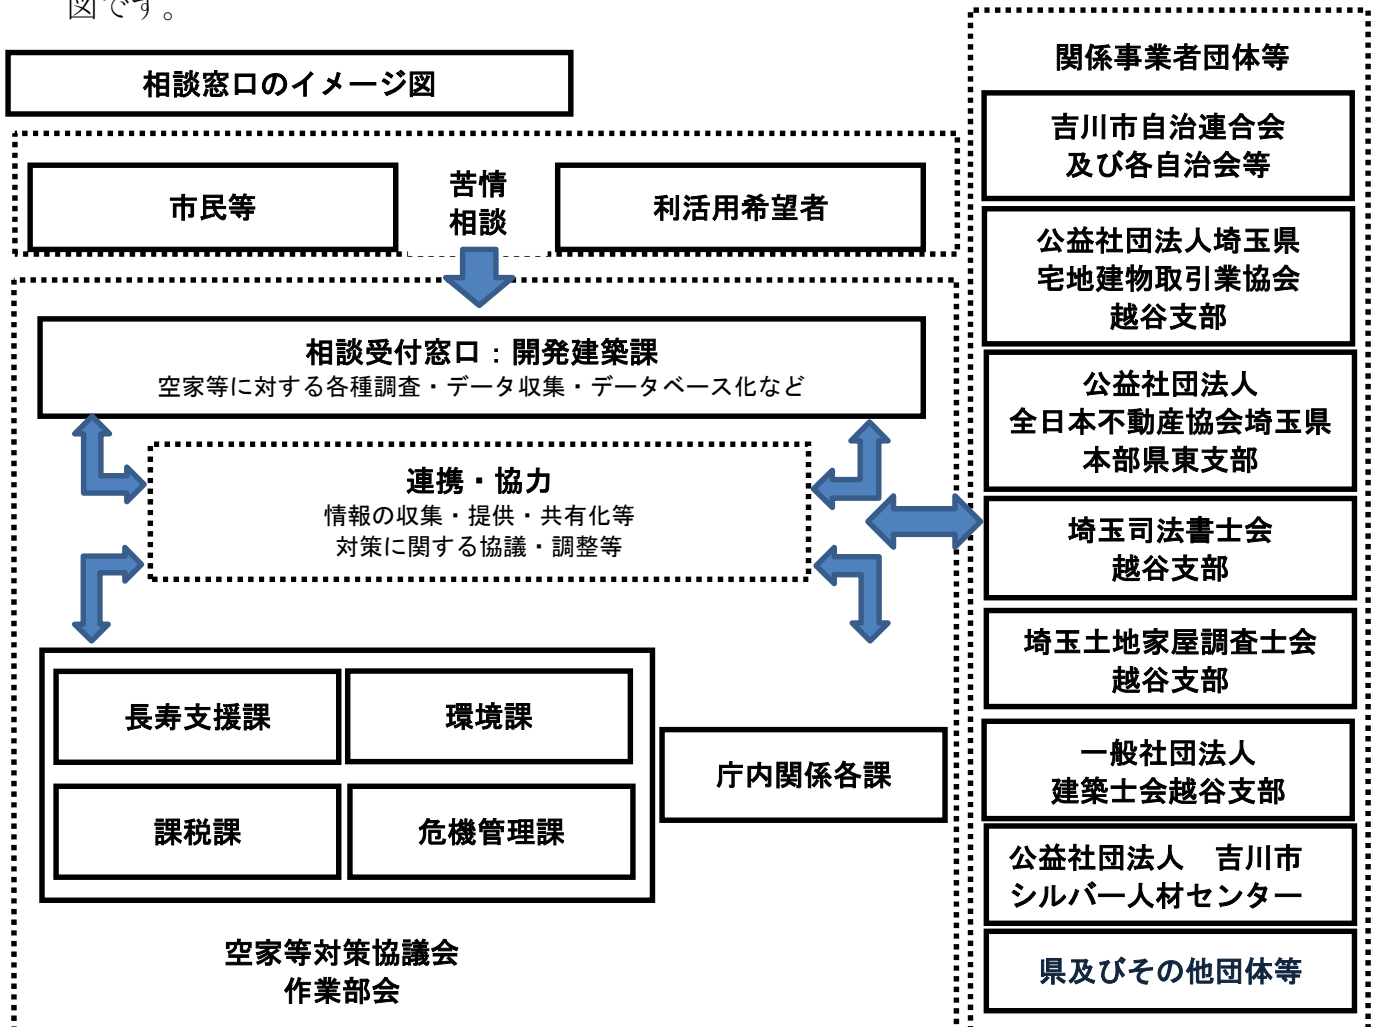 図です。
相談窓口のイメージ図
市民等
苦情
相談
利活用希望者
相談受付窓口：開発建築課
空家等に対する各種調査・データ収集・データベース化など
連携・協力
情報の収集・提供・共有化等
対策に関する協議・調整等
長寿支援課
環境課
課税課
危機管理課
庁内関係各課
空家等対策協議会
作業部会
関係事業者団体等
吉川市自治連合会
及び各自治会等
公益社団法人埼玉県
宅地建物取引業協会
越谷支部
公益社団法人
全日本不動産協会埼玉県
本部県東支部
埼玉司法書士会
越谷支部
埼玉土地家屋調査士会
越谷支部
一般社団法人
建築士会越谷支部
公益社団法人　吉川市
シルバー人材センター
県及びその他団体等